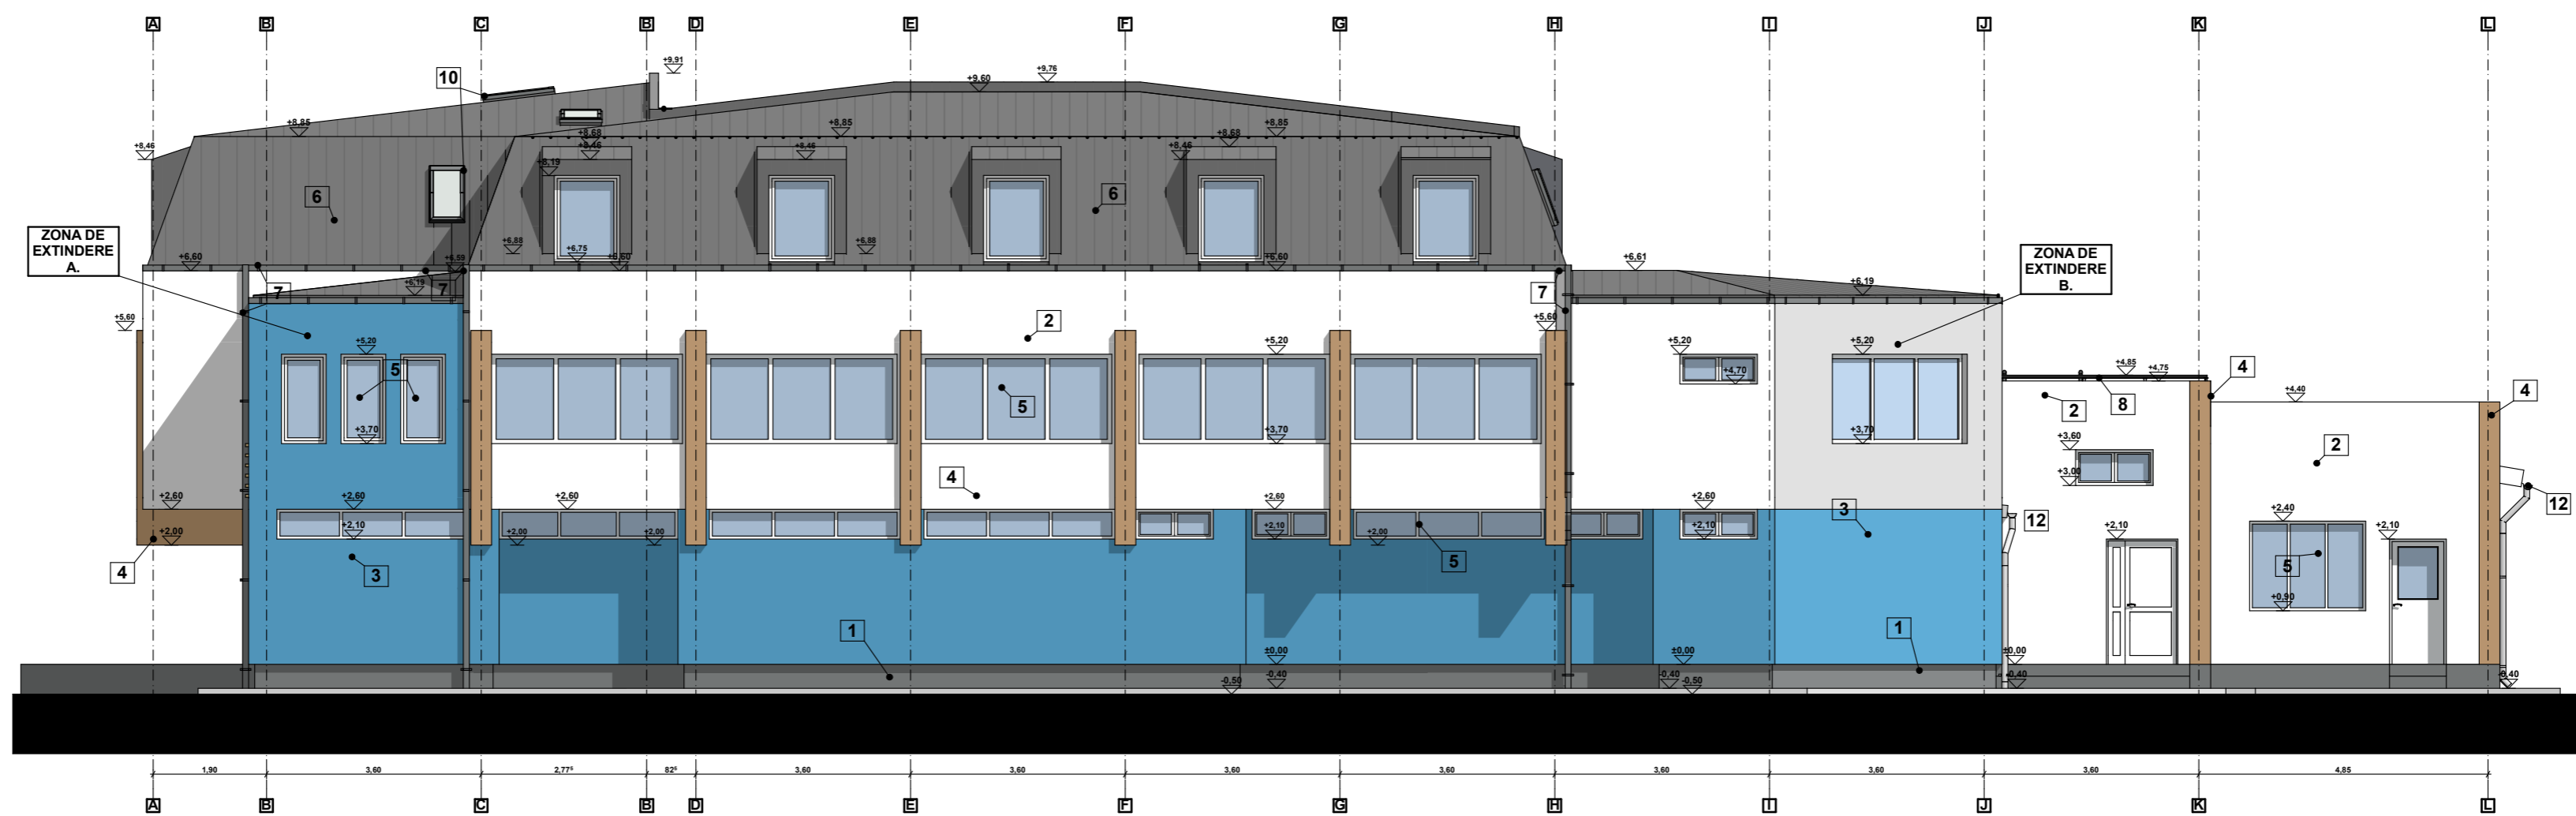 A B C B D E F G H I J K L
+9,91
10
+9,76
+9,60
+8,85 +8,85 +8,85
+8,68 +8,68
+8,46 +8,46 +8,46 +8,46
+8,19
6 6
ZONA DE
EXTINDERE
A.
ZONA DE
EXTINDERE
B.
+6,88 +6,88
+6,75
+6,60 +6,59 +6,60 +6,60 +6,61
+6,19 +6,19
7 7 7
+5,60 2 +5,60
+5,20 +5,20 +5,20 +5,20
+4,70
+4,85
+4,75
5 5
4 4
2 8
+4,40
+3,70 +3,70 +3,70
+3,60
2
4
+3,00
12
+2,60 +2,60 +2,60 +2,60 +2,60
3 12
+2,40
+2,00 +2,10 +2,00 +2,00 +2,10 +2,00 +2,10 +2,10 +2,10
4 3 5 5
+0,90
1 1
±0,00 ±0,00 ±0,00
-0,40 -0,40 -0,40 -0,40
-0,50 -0,50
1,90 3,60 2,77⁵ 82⁵ 3,60 3,60 3,60 3,60 3,60 3,60 3,60 4,85
A B C B D E F G H I J K L